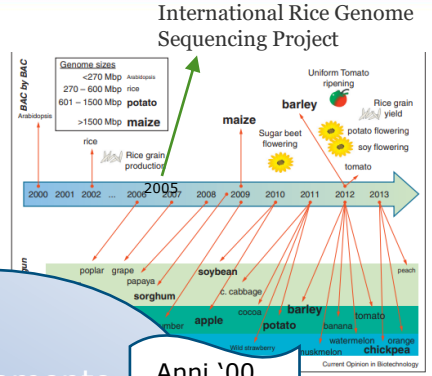 International Rice Genome
Sequencing Project
BAC by BAC
Genome sizes
<270 Mbp Arabidopsis
270 – 600 Mbp rice
601 – 1500 Mbp potato
>1500 Mbp maize
Arabidopsis
rice
Rice grain
production
maize
Sugar beet
flowering
barley
Uniform Tomato
ripening
Rice grain
yield
potato flowering
soy flowering
tomato
2005
2000 2001 2002 ... 2006 2007 2008 2009 2010 2011 2012 2013
poplar grape
papaya
sorghum
soybean
c. cabbage
peach
cocoa
barley
apple
potato
banana
tomato
Wild strawberry
watermelon
orange
chickpea
Current Opinion in Biotechnology
Anni ‘00